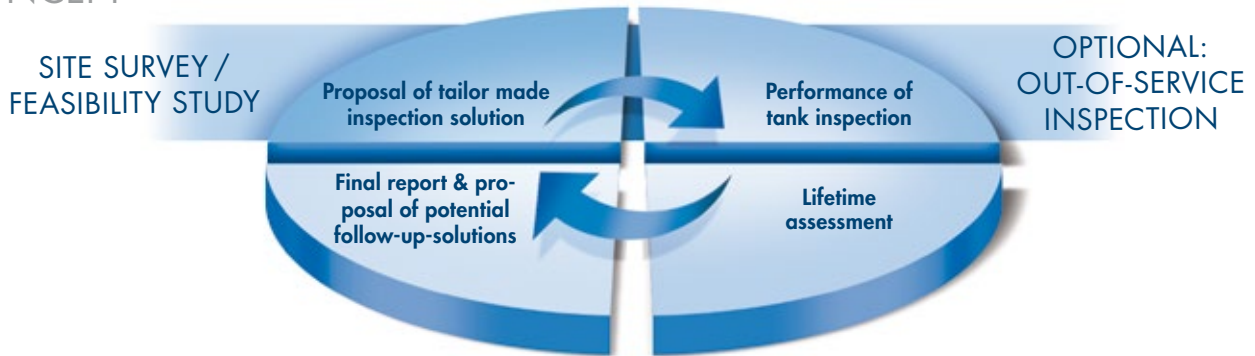 SITE SURVEY /
FEASIBILITY STUDY
Proposal of tailor made
inspection solution
Performance of
tank inspection
OPTIONAL:
OUT-OF-SERVICE
INSPECTION
Final report & pro-
posal of potential
follow-up-solutions
Lifetime
assessment